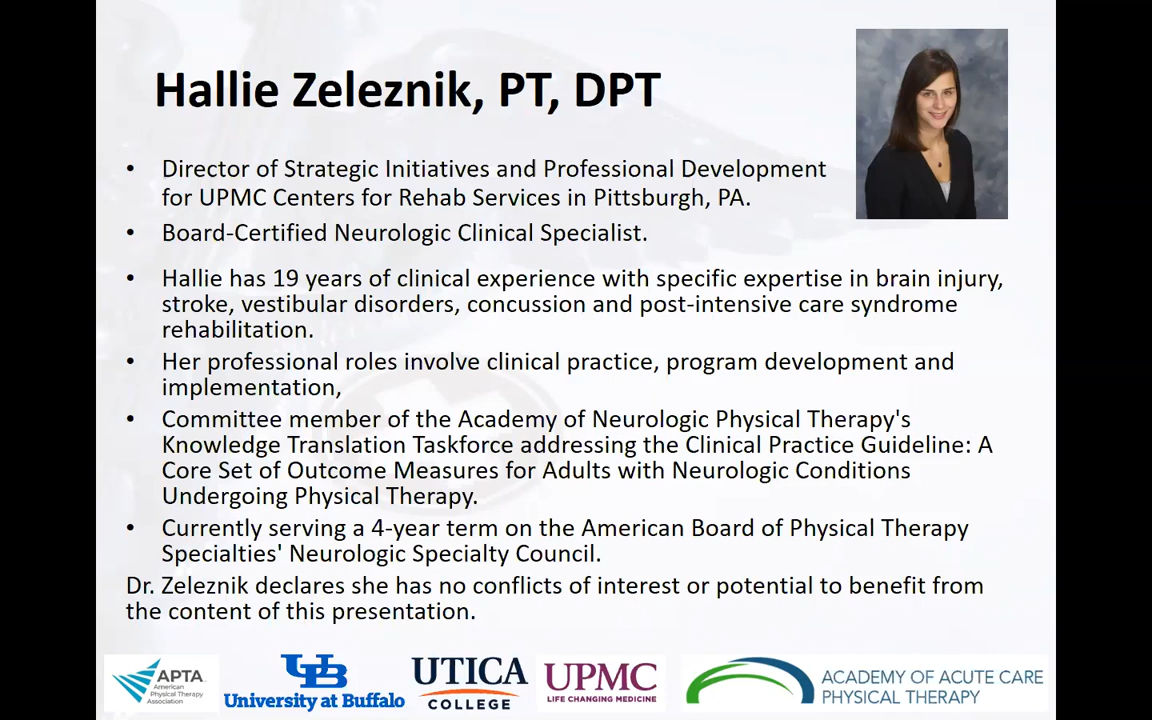 Hallie Zeleznik, PT, DPT
• Director of Strategic Initiatives and Professional Development
for UPMC Centers for Rehab Services in Pittsburgh, PA.
• Board-Certified Neurologic Clinical Specialist.
• Hallie has 19 years of clinical experience with specific expertise in brain injury,
stroke, vestibular disorders, concussion and post-intensive care syndrome
rehabilitation.
• Her professional roles involve clinical practice, program development and
implementation,
• Committee member of the Academy of Neurologic Physical Therapy's
Knowledge Translation Taskforce addressing the Clinical Practice Guideline: A
Core Set of Outcome Measures for Adults with Neurologic Conditions
Undergoing Physical Therapy.
• Currently serving a 4-year term on the American Board of Physical Therapy
Specialties' Neurologic Specialty Council.
Dr. Zeleznik declares she has no conflicts of interest or potential to benefit from
the content of this presentation.
APTA
American
Physical Therapy
Association
UB
University at Buffalo
UTICA
COLLEGE
UPMC
LIFE CHANGING MEDICINE
ACADEMY OF ACUTE CARE
PHYSICAL THERAPY